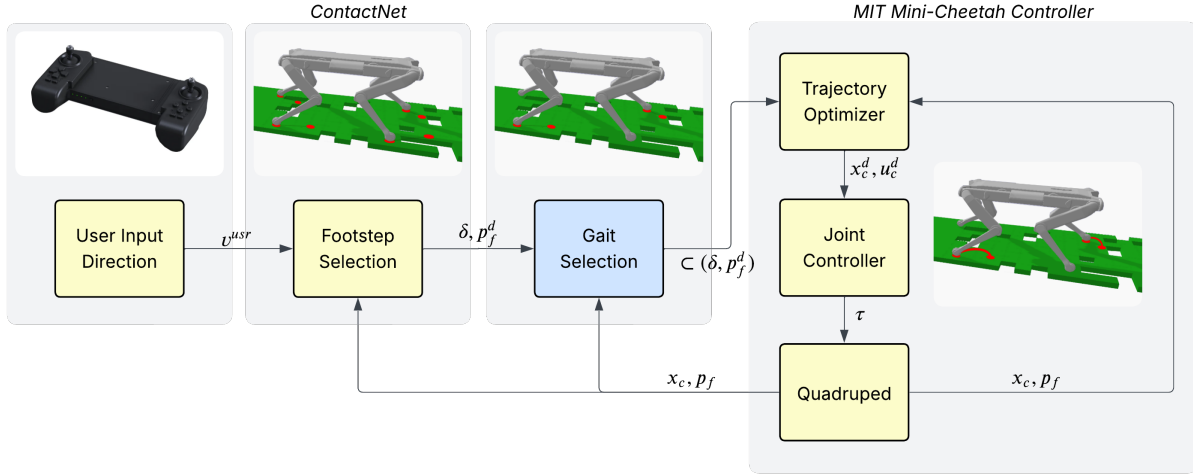 ContactNet
MIT Mini-Cheetah Controller
User Input
Direction
υ^{usr}
Footstep
Selection
δ, p_f^d
Gait
Selection
⊂ (δ, p_f^d)
Trajectory
Optimizer
x_c^d, u_c^d
Joint
Controller
τ
Quadruped
x_c, p_f
x_c, p_f